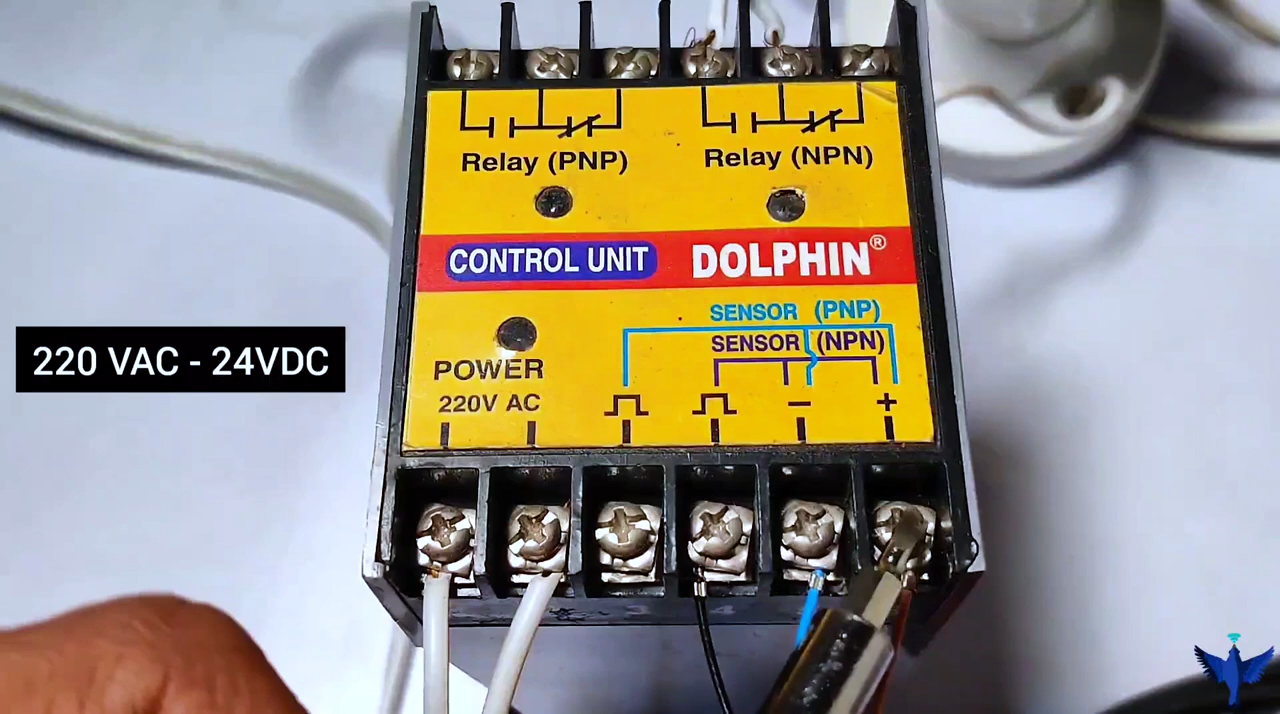 Relay (PNP)
Relay (NPN)
CONTROL UNIT
DOLPHIN®
220 VAC - 24VDC
SENSOR (PNP)
SENSOR (NPN)
POWER
220V AC
− +